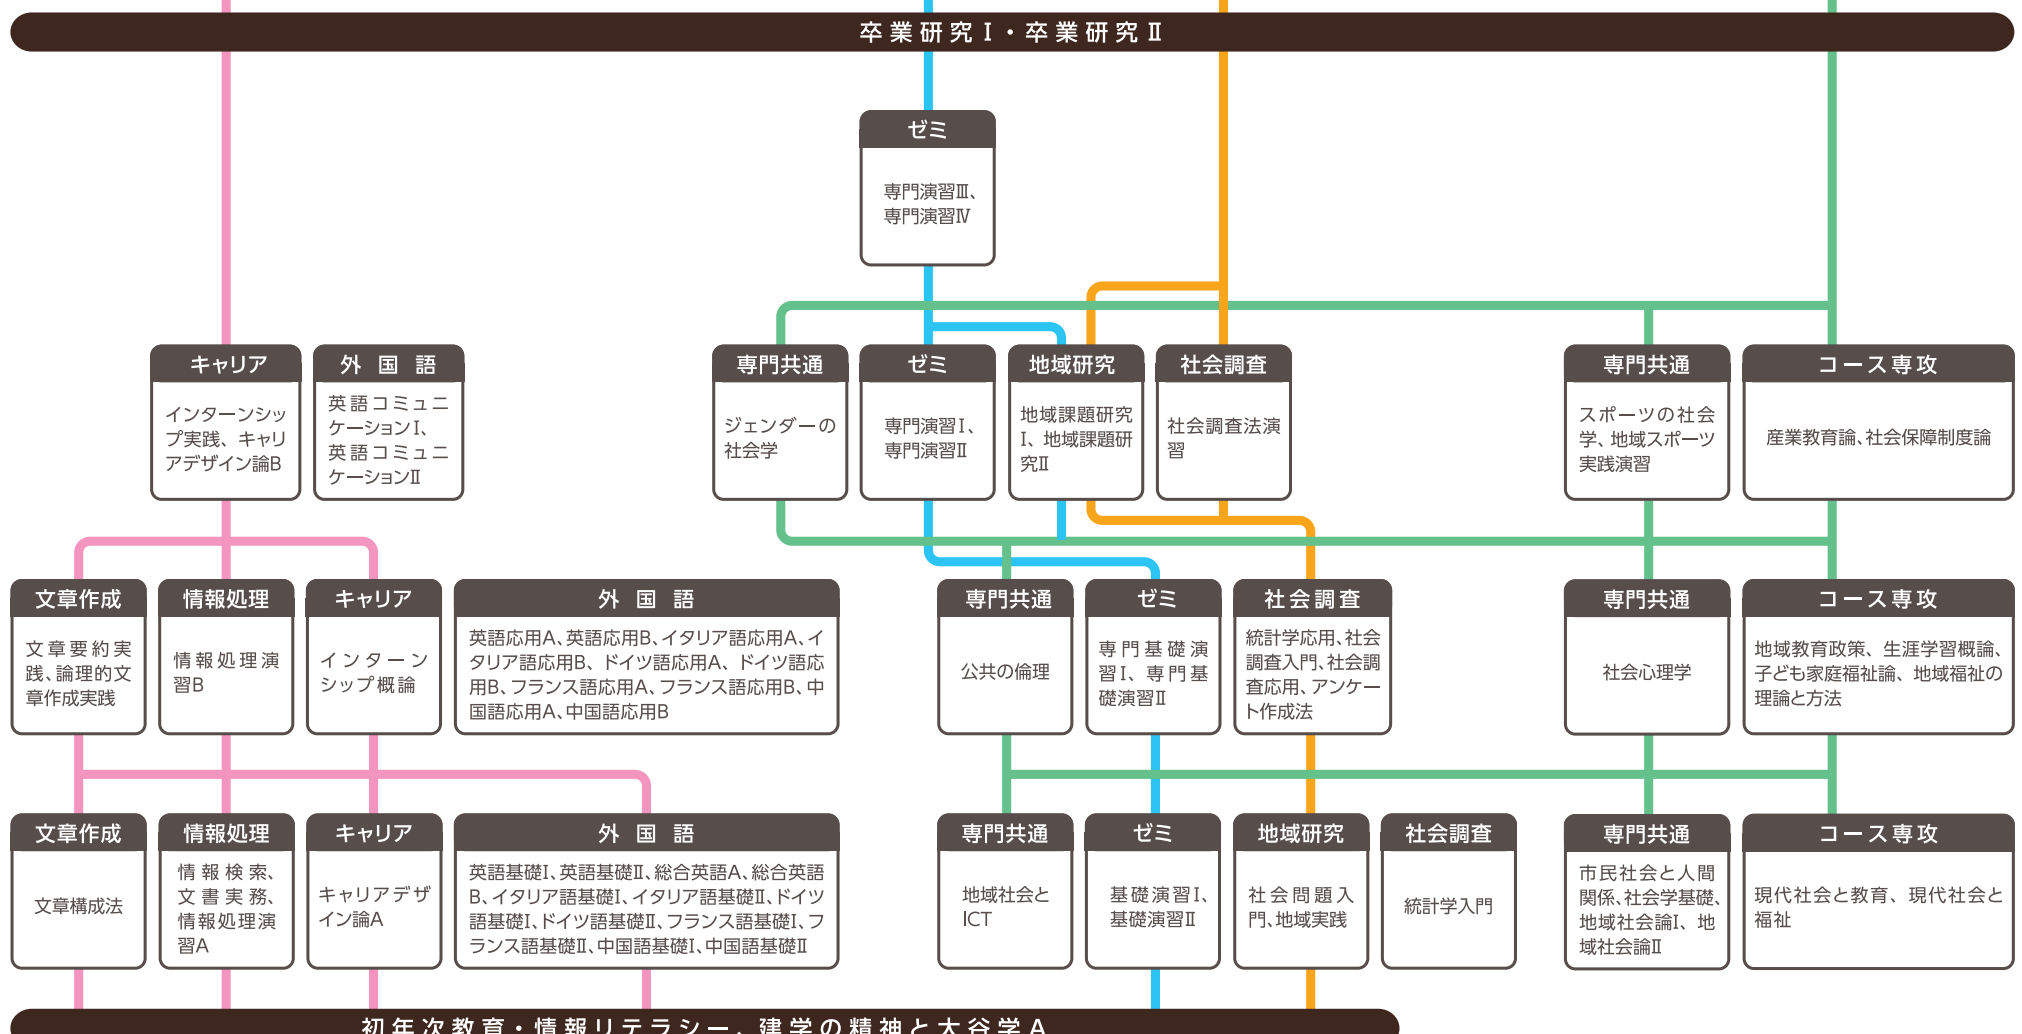 卒業研究Ⅰ・卒業研究Ⅱ
ゼミ
専門演習Ⅲ、
専門演習Ⅳ
キャリア
インターンシッ
プ実践、キャリ
アデザイン論B
外国語
英語コミュニ
ケーションⅠ、
英語コミュニ
ケーションⅡ
専門共通
ジェンダーの
社会学
ゼミ
専門演習Ⅰ、
専門演習Ⅱ
地域研究
地域課題研究
Ⅰ、地域課題研
究Ⅱ
社会調査
社会調査法演
習
専門共通
スポーツの社会
学、地域スポーツ
実践演習
コース専攻
産業教育論、社会保障制度論
文章作成
文章要約実
践、論理的文
章作成実践
情報処理
情報処理演
習B
キャリア
インターン
シップ概論
外国語
英語応用A、英語応用B、イタリア語応用A、イ
タリア語応用B、ドイツ語応用A、ドイツ語応
用B、フランス語応用A、フランス語応用B、中
国語応用A、中国語応用B
専門共通
公共の倫理
ゼミ
専門基礎演
習Ⅰ、専門基
礎演習Ⅱ
社会調査
統計学応用、社会
調査入門、社会調
査応用、アンケー
ト作成法
専門共通
社会心理学
コース専攻
地域教育政策、生涯学習概論、
子ども家庭福祉論、地域福祉の
理論と方法
文章作成
文章構成法
情報処理
情報検索、
文書実務、
情報処理演
習A
キャリア
キャリアデザ
イン論A
外国語
英語基礎Ⅰ、英語基礎Ⅱ、総合英語A、総合英語
B、イタリア語基礎Ⅰ、イタリア語基礎Ⅱ、ドイツ
語基礎Ⅰ、ドイツ語基礎Ⅱ、フランス語基礎Ⅰ、フ
ランス語基礎Ⅱ、中国語基礎Ⅰ、中国語基礎Ⅱ
専門共通
地域社会と
ICT
ゼミ
基礎演習Ⅰ、
基礎演習Ⅱ
地域研究
社会問題入
門、地域実践
社会調査
統計学入門
専門共通
市民社会と人間
関係、社会学基礎、
地域社会論Ⅰ、地
域社会論Ⅱ
コース専攻
現代社会と教育、現代社会と
福祉
初年次教育・情報リテラシー、建学の精神と大谷学A